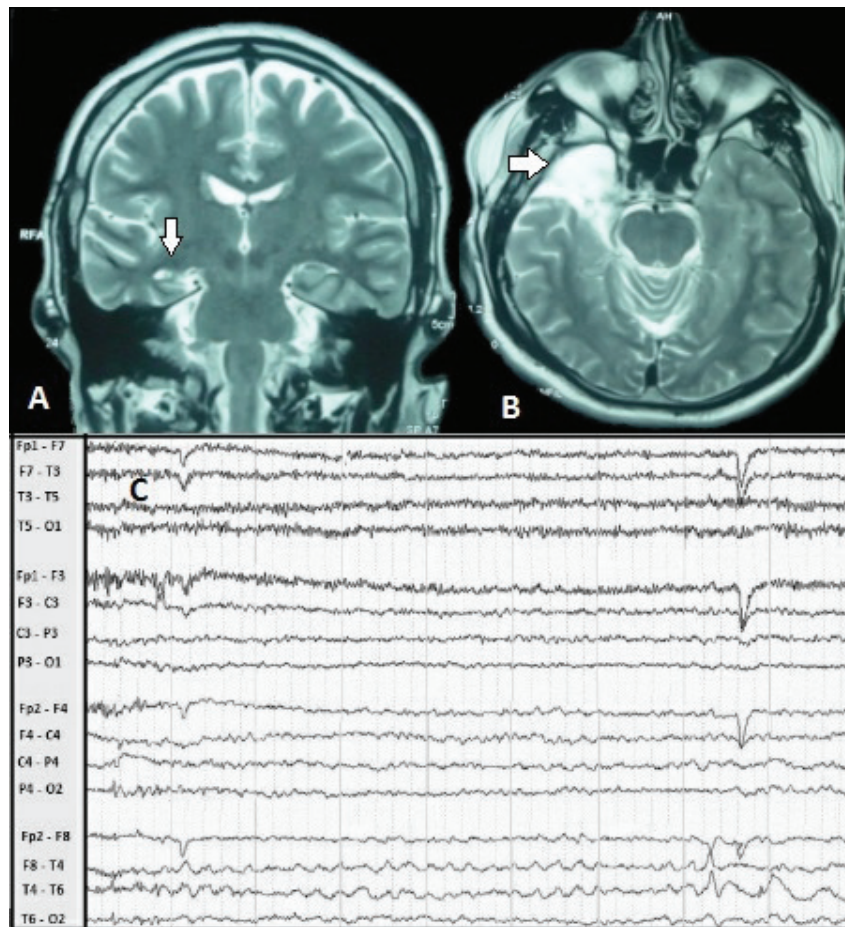 AH
RFA
24
5cm
A
B
C
Fp1 - F7
F7 - T3
T3 - T5
T5 - O1
Fp1 - F3
F3 - C3
C3 - P3
P3 - O1
Fp2 - F4
F4 - C4
C4 - P4
P4 - O2
Fp2 - F8
F8 - T4
T4 - T6
T6 - O2